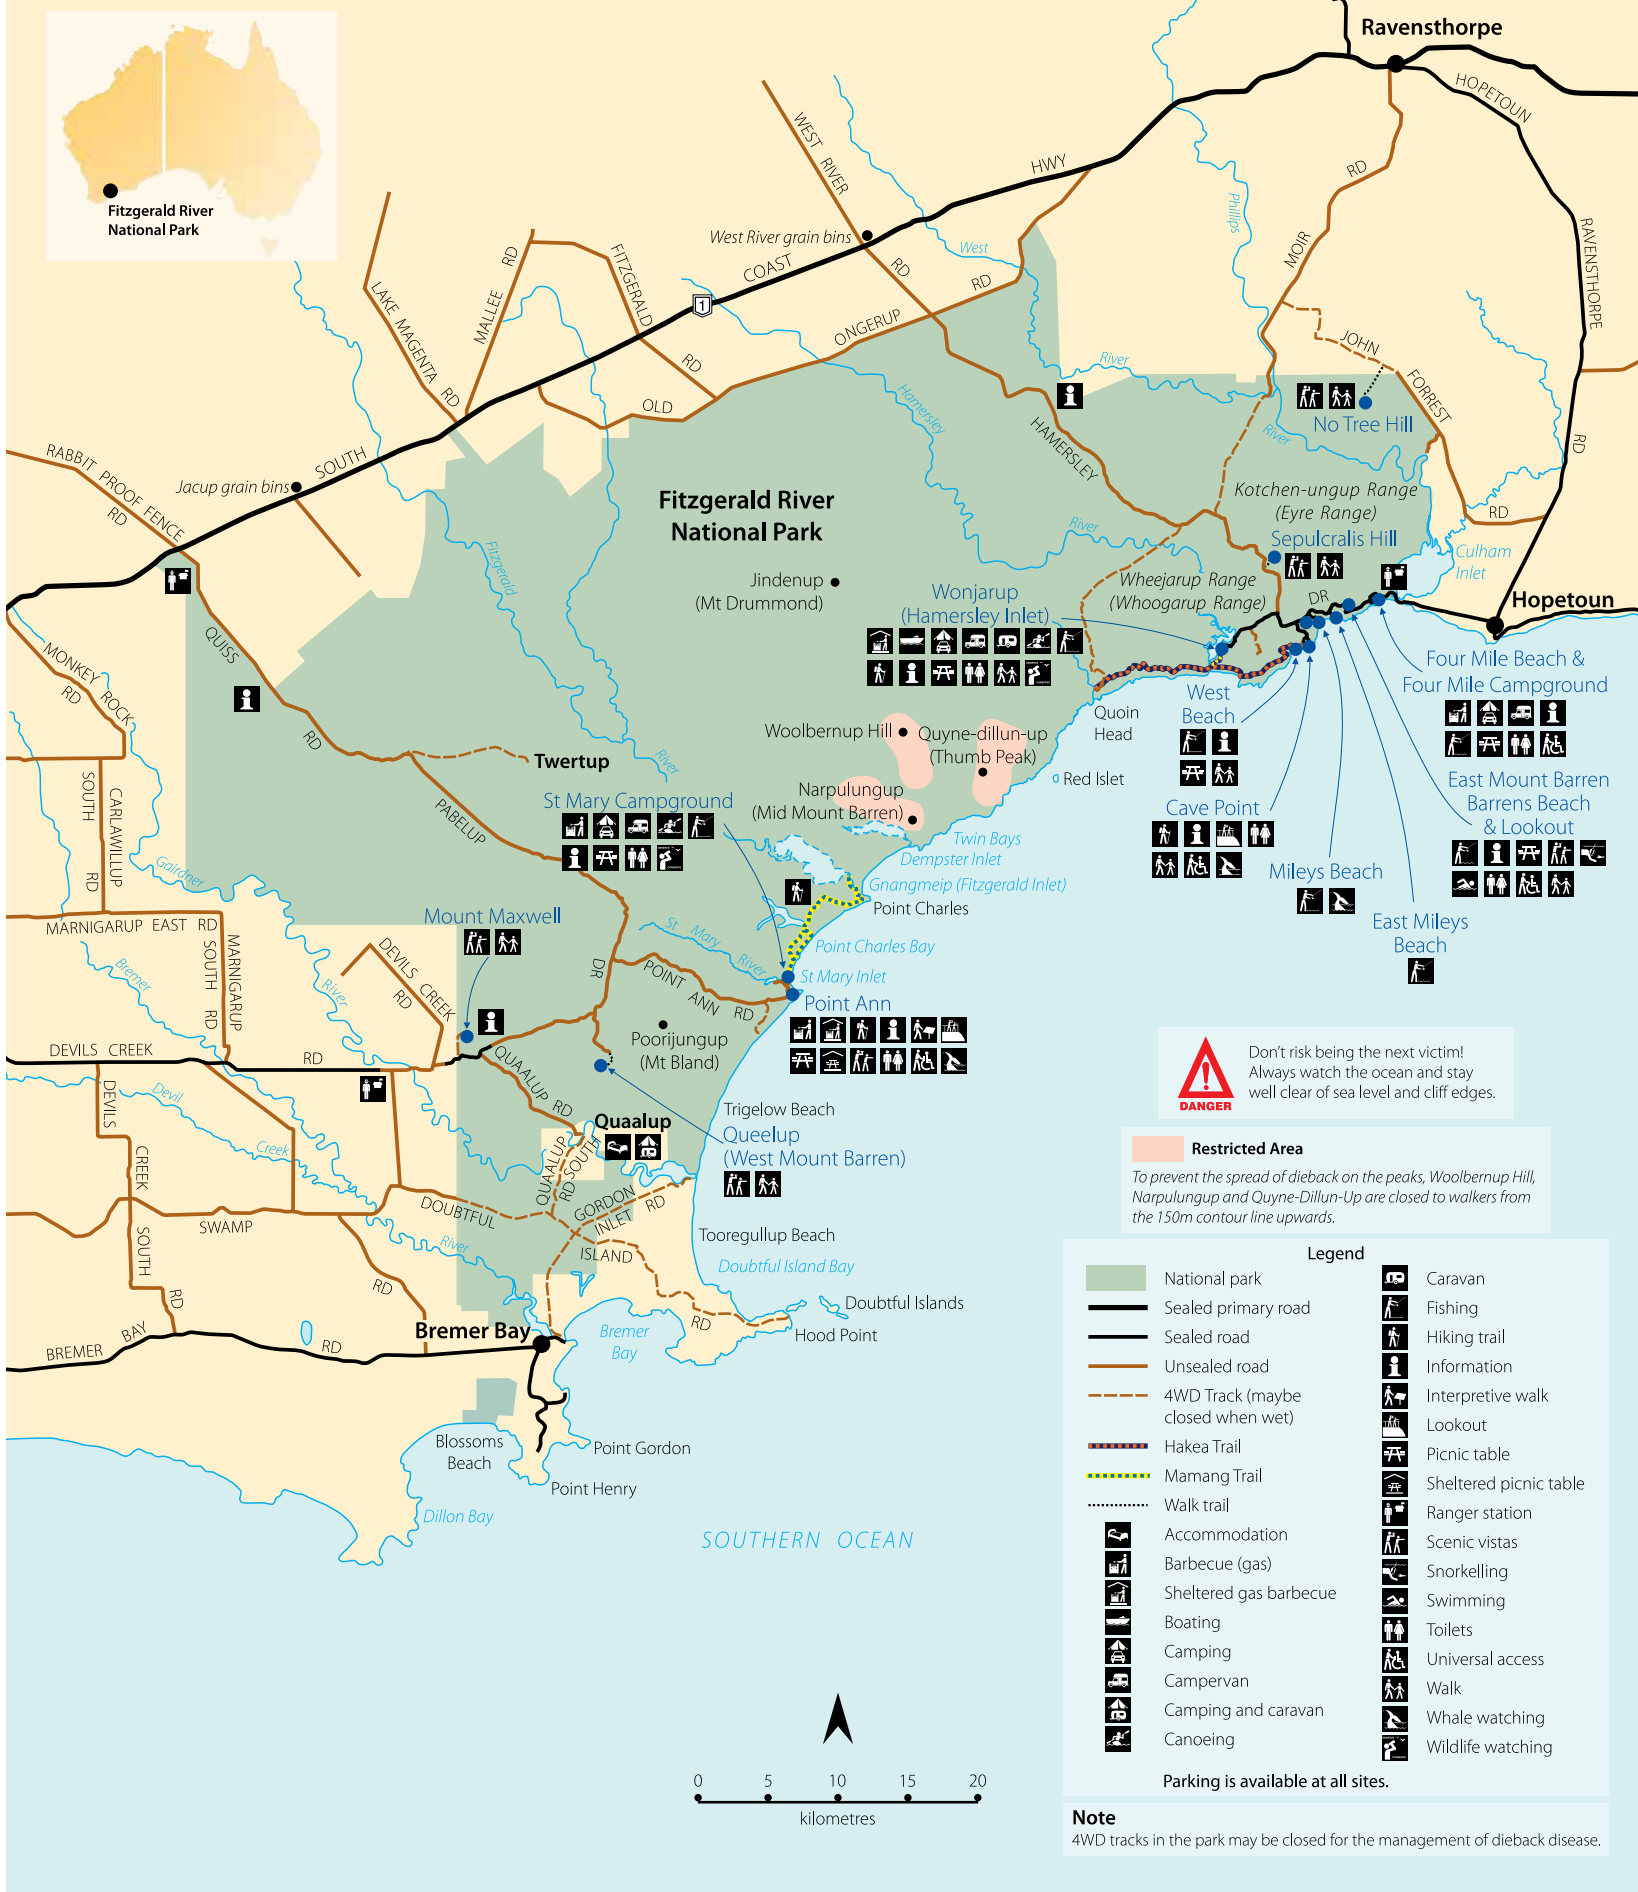 Ravensthorpe
HOPETOUN
RAVENSTHORPE
RD
Fitzgerald River
National Park
WEST RIVER
RD
HWY
COAST
SOUTH
1
West River grain bins
West
River
Phillips
River
MOIR
RD
JOHN
FORREST
RD
LAKE MAGENTA
RD
MALLEE
RD
FITZGERALD
RD
ONGERUP
RD
OLD
Hamersley
River
HAMERSLEY
No Tree Hill
RABBIT PROOF FENCE
RD
Jacup grain bins
Fitzgerald River
National Park
Fitzgerald
River
Jindenup
(Mt Drummond)
Kotchen-ungup Range
(Eyre Range)
Sepulcralis Hill
Wheejarup Range
(Whoogarup Range)
DR
Culham
Inlet
Hopetoun
Wonjarup
(Hamersley Inlet)
QUISS
RD
MONKEY ROCK
RD
Four Mile Beach &
Four Mile Campground
West
Beach
Quoin
Head
Red Islet
Woolbernup Hill
Quyne-dillun-up
(Thumb Peak)
Narpulungup
(Mid Mount Barren)
Twertup
St Mary Campground
PABELUP
DR
Cave Point
East Mount Barren
Barrens Beach
& Lookout
Mileys Beach
East Mileys
Beach
Twin Bays
Dempster Inlet
Gnangmeip (Fitzgerald Inlet)
Point Charles
Point Charles Bay
St Mary
River
St Mary Inlet
Point Ann
POINT ANN RD
SOUTH
CARLAWILLUP
RD
Gairdner
River
MARNIGARUP EAST RD
MARNIGARUP
SOUTH RD
Bremer
River
Mount Maxwell
DEVILS CREEK
RD
DEVILS CREEK
RD
Devil
Creek
DEVILS
CREEK
SOUTH
RD
Poorijungup
(Mt Bland)
QUAALUP
RD
Quaalup
QUAALUP
RD SOUTH
Trigelow Beach
Queelup
(West Mount Barren)
GORDON
INLET RD
DOUBTFUL
ISLAND
RD
SWAMP
RD
Tooregullup Beach
Doubtful Island Bay
Doubtful Islands
Hood Point
BREMER BAY
RD
Bremer Bay
Bremer
Bay
Blossoms
Beach
Point Gordon
Point Henry
Dillon Bay
SOUTHERN OCEAN
DANGER
Don't risk being the next victim!
Always watch the ocean and stay
well clear of sea level and cliff edges.
Restricted Area
To prevent the spread of dieback on the peaks, Woolbernup Hill,
Narpulungup and Quyne-Dillun-Up are closed to walkers from
the 150m contour line upwards.
Legend
National park
Sealed primary road
Sealed road
Unsealed road
4WD Track (maybe
closed when wet)
Hakea Trail
Mamang Trail
Walk trail
Accommodation
Barbecue (gas)
Sheltered gas barbecue
Boating
Camping
Campervan
Camping and caravan
Canoeing
Caravan
Fishing
Hiking trail
Information
Interpretive walk
Lookout
Picnic table
Sheltered picnic table
Ranger station
Scenic vistas
Snorkelling
Swimming
Toilets
Universal access
Walk
Whale watching
Wildlife watching
Parking is available at all sites.
0 5 10 15 20
kilometres
Note
4WD tracks in the park may be closed for the management of dieback disease.